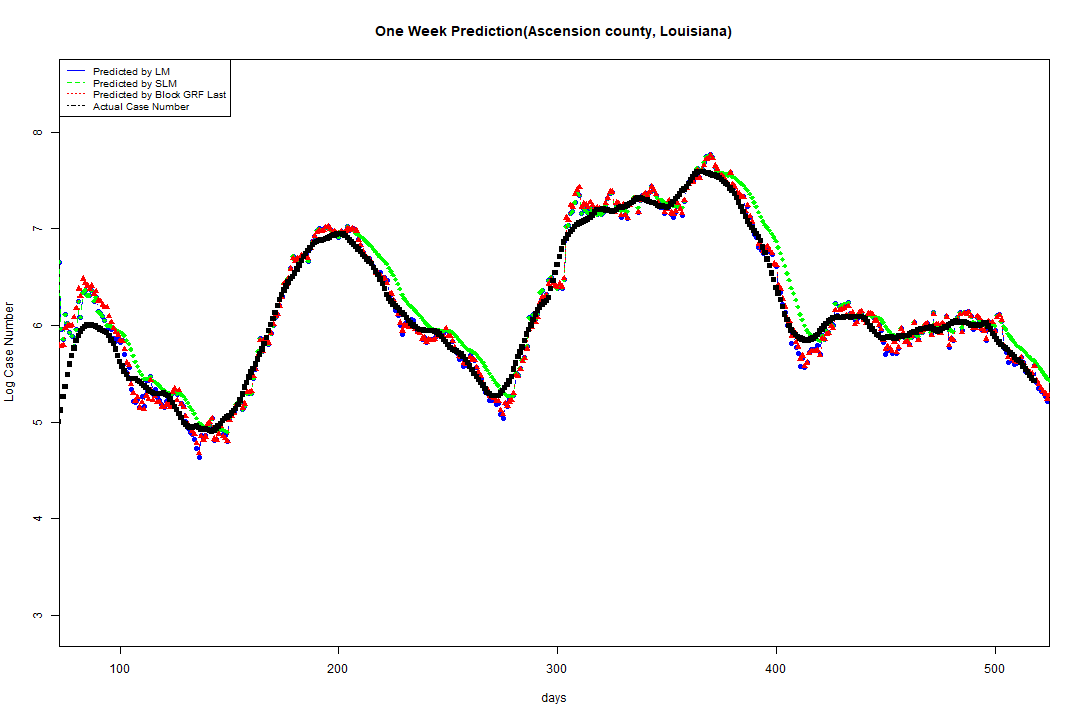 One Week Prediction(Ascension county, Louisiana)
Predicted by LM
Predicted by SLM
Predicted by Block GRF Last
Actual Case Number
8
7
6
5
4
3
Log Case Number
100 200 300 400 500
days